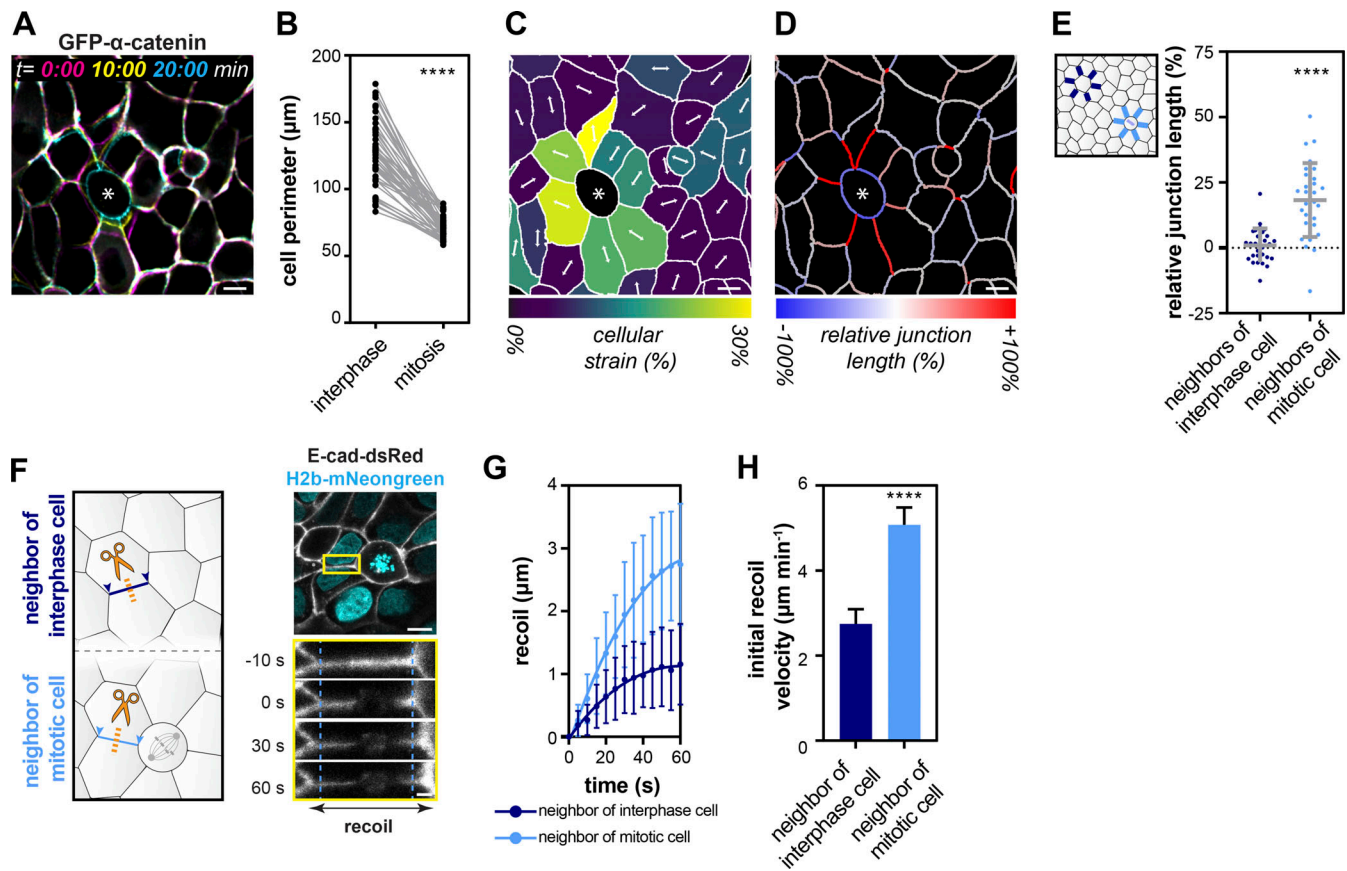 A
GFP-α-catenin
t= 0:00 10:00 20:00 min
*
B
cell perimeter (µm)
200
150
100
50
0
****
interphase
mitosis
C
*
0%
30%
cellular
strain (%)
D
*
-100%
+100%
relative junction
length (%)
E
relative junction length (%)
75
50
25
0
-25
****
neighbors of
interphase cell
neighbors of
mitotic cell
F
neighbor of
interphase cell
neighbor of
mitotic cell
E-cad-dsRed
H2b-mNeongreen
-10 s
0 s
30 s
60 s
recoil
G
recoil (µm)
4
3
2
1
0
0
20
40
60
time (s)
neighbor of interphase cell
neighbor of mitotic cell
H
initial recoil
velocity (µm min⁻¹)
6
4
2
0
****
neighbor of
interphase cell
neighbor of
mitotic cell